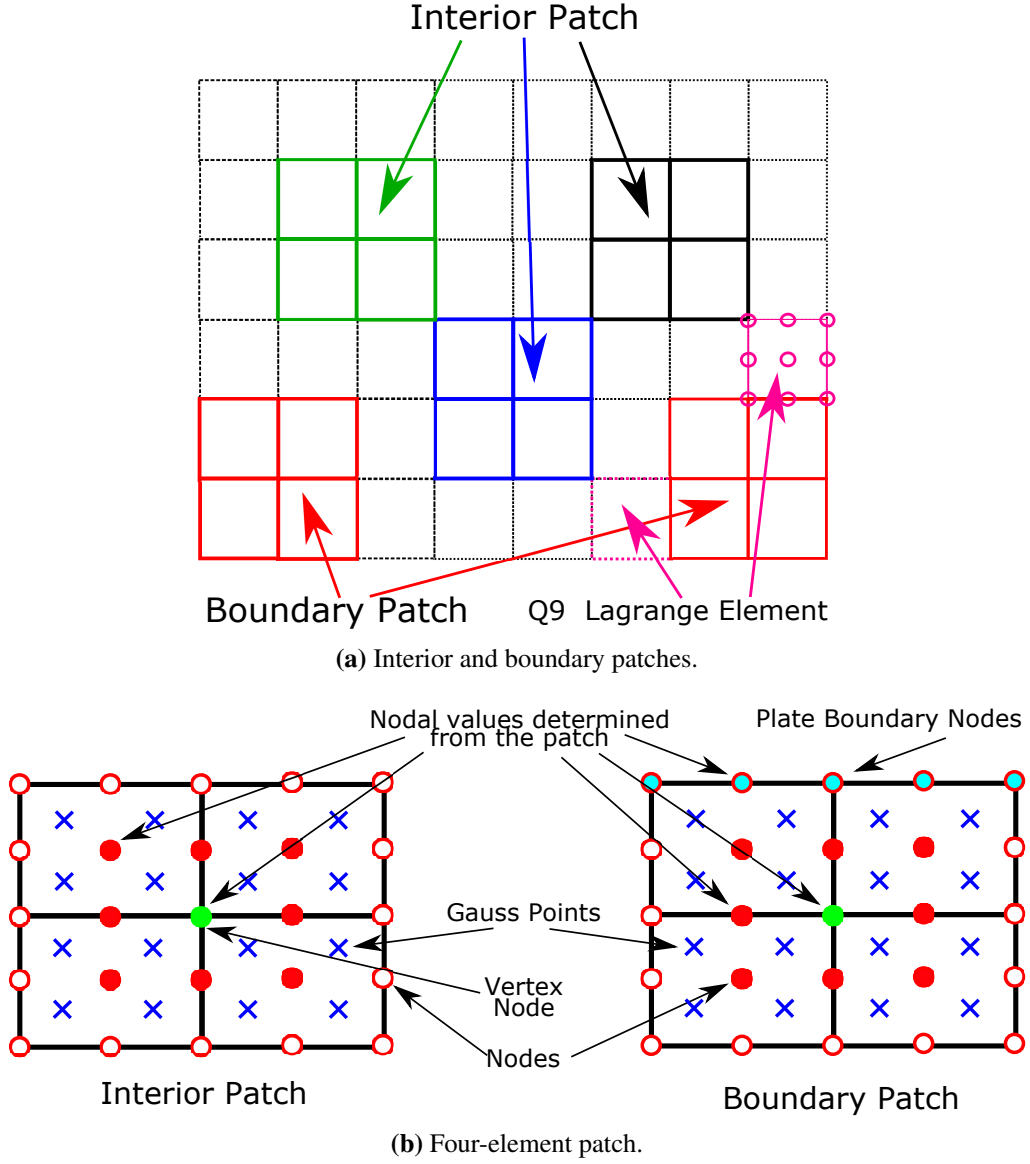 Interior Patch
Boundary Patch
Q9 Lagrange Element
(a) Interior and boundary patches.
Nodal values determined
from the patch
Plate Boundary Nodes
Gauss Points
Vertex
Node
Nodes
Interior Patch
Boundary Patch
(b) Four-element patch.